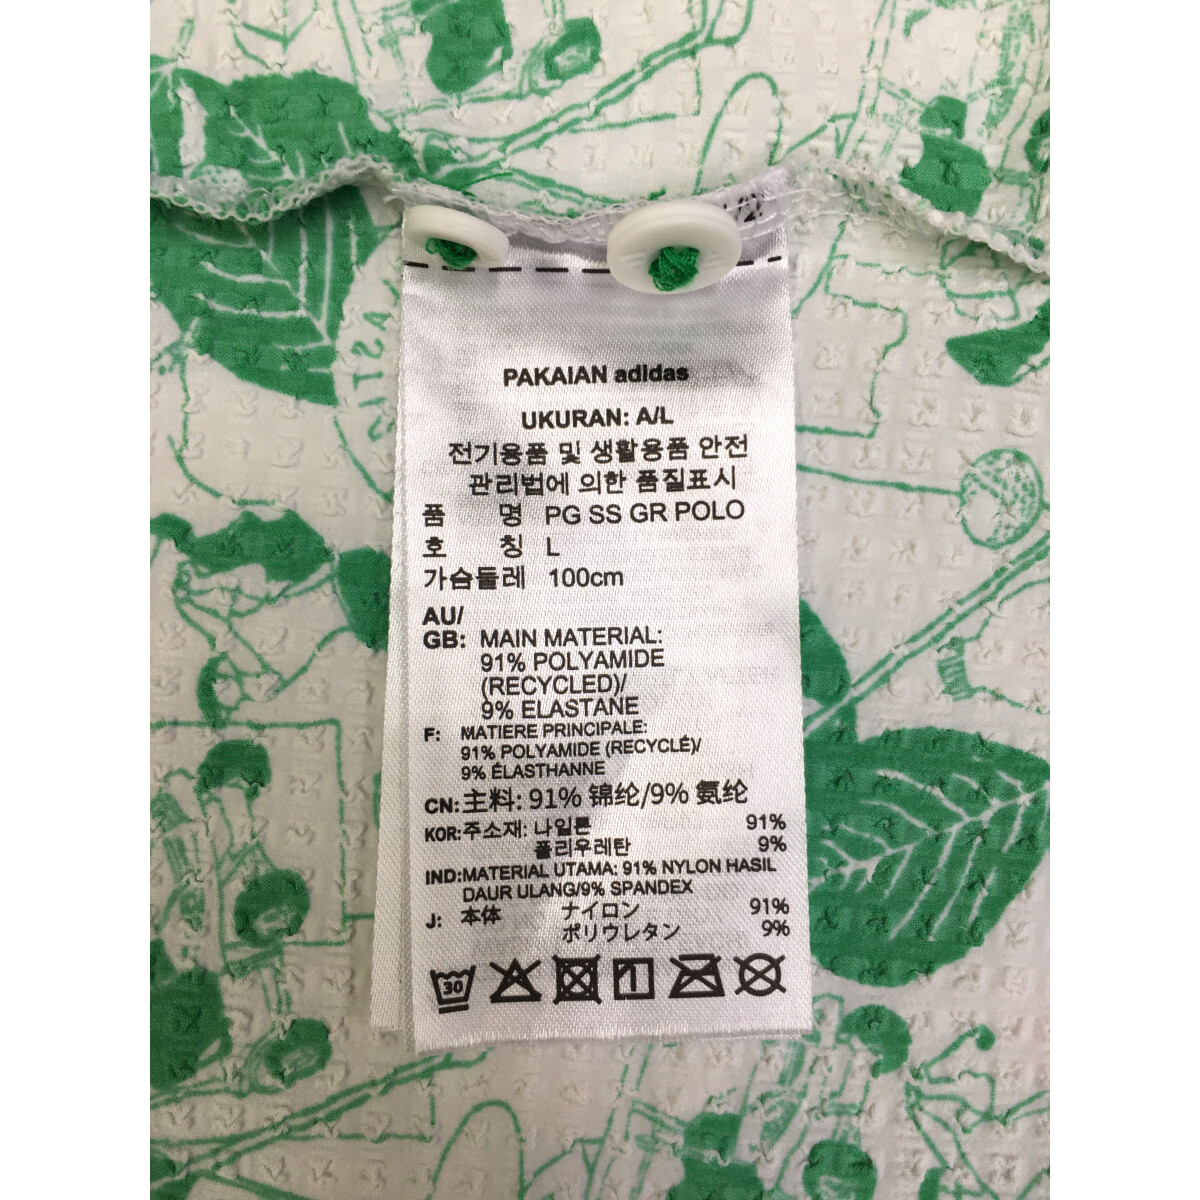 /2)
PAKAIAN adidas
UKURAN: A/L
전기용품 및 생활용품 안전
관리법에 의한 품질표시
품 명 PG SS GR POLO
호 칭 L
가슴둘레 100cm
AU/
GB: MAIN MATERIAL:
91% POLYAMIDE
(RECYCLED)/
9% ELASTANE
F: MATIERE PRINCIPALE:
91% POLYAMIDE (RECYCLÉ)/
9% ÉLASTHANNE
CN: 主料: 91% 锦纶/9% 氨纶
KOR: 주소재: 나일론 91%
폴리우레탄 9%
IND: MATERIAL UTAMA: 91% NYLON HASIL
DAUR ULANG/9% SPANDEX
J: 本体 ナイロン 91%
ポリウレタン 9%
30